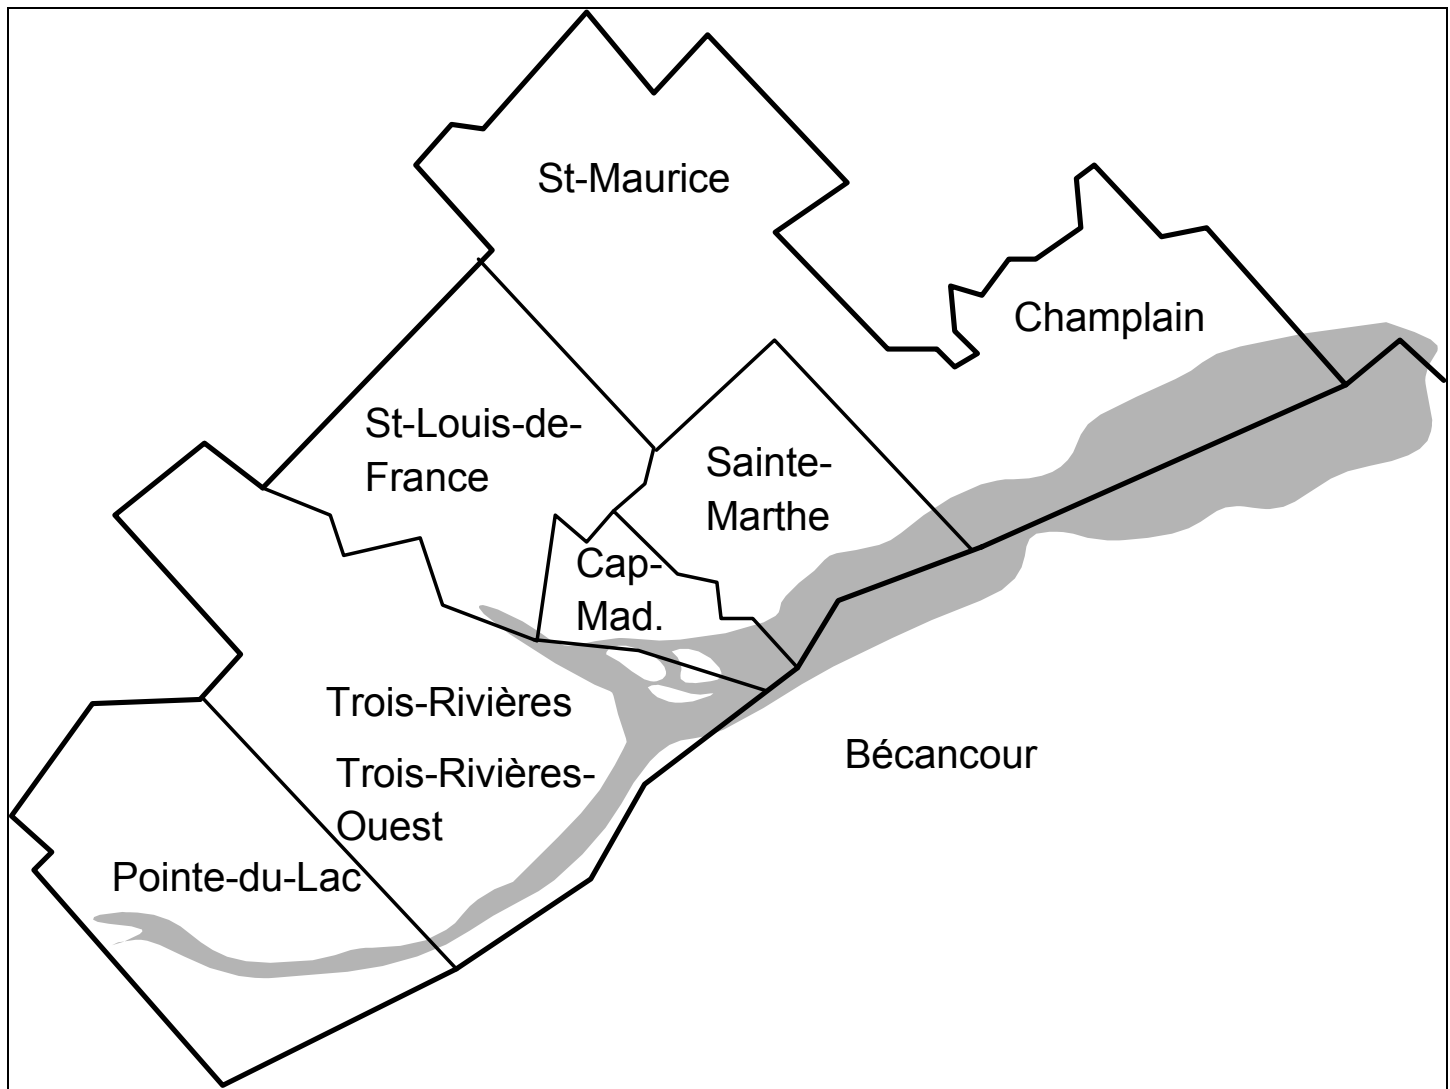 St-Maurice
Champlain
St-Louis-de-
France
Sainte-
Marthe
Cap-
Mad.
Trois-Rivières
Trois-Rivières-
Ouest
Bécancour
Pointe-du-Lac